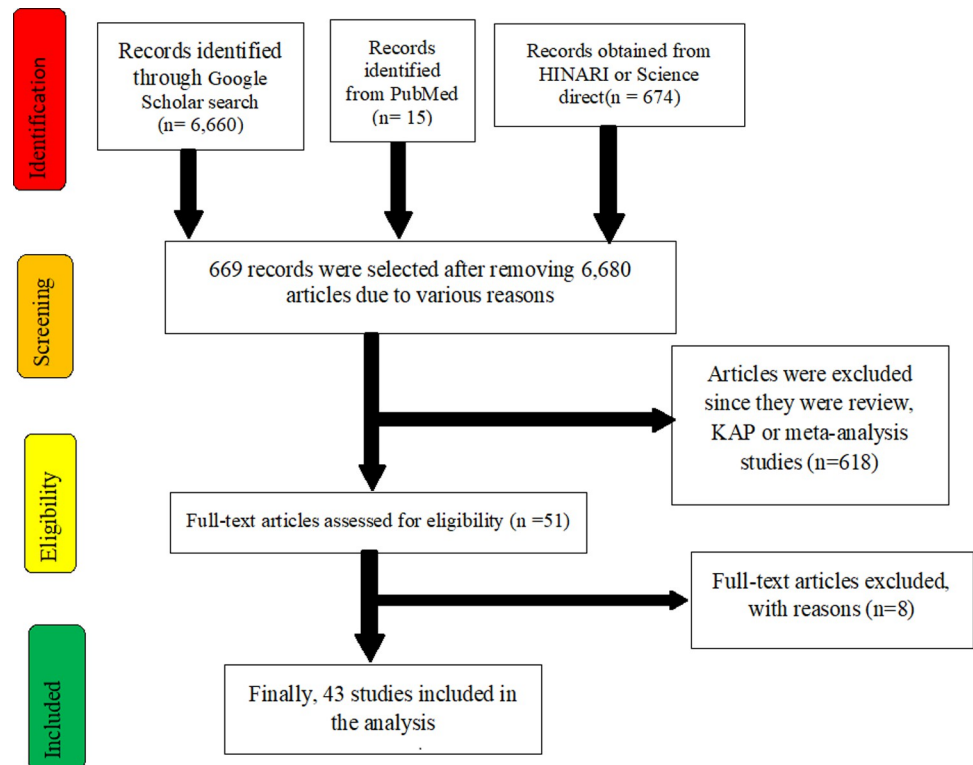 Identification
Records identified
through Google
Scholar search
(n= 6,660)
Records
identified
from PubMed
(n= 15)
Records obtained from
HINARI or Science
direct(n = 674)
Screening
669 records were selected after removing 6,680
articles due to various reasons
Articles were excluded
since they were review,
KAP or meta-analysis
studies (n=618)
Eligibility
Full-text articles assessed for eligibility (n =51)
Full-text articles excluded,
with reasons (n=8)
Included
Finally, 43 studies included in
the analysis
.